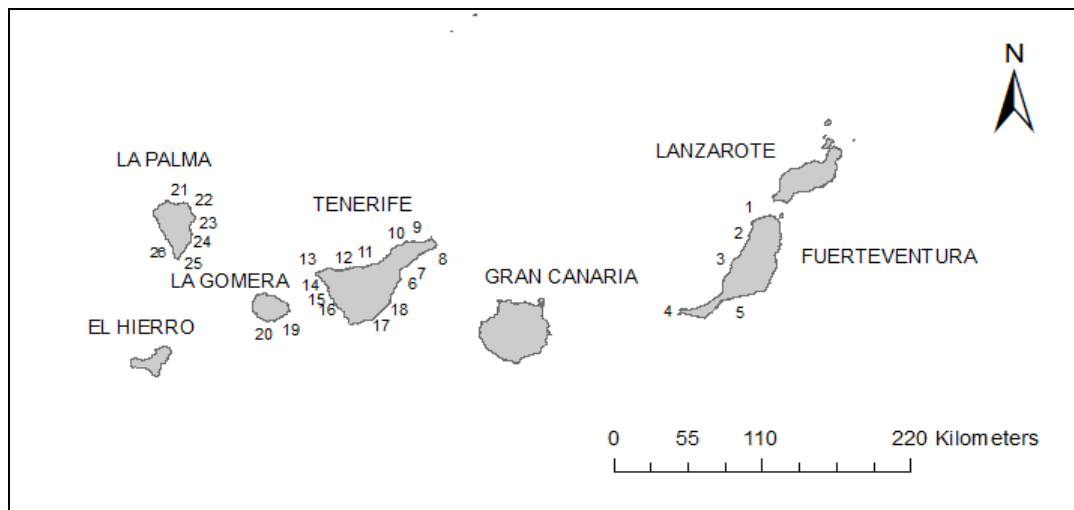 N
LANZAROTE
LA PALMA
21
22
23
24
25
26
TENERIFE
1
2
3
4
5
FUERTEVENTURA
13
12
11
10
9
8
7
6
14
15
16
17
18
LA GOMERA
20
19
GRAN CANARIA
EL HIERRO
0 55 110 220 Kilometers